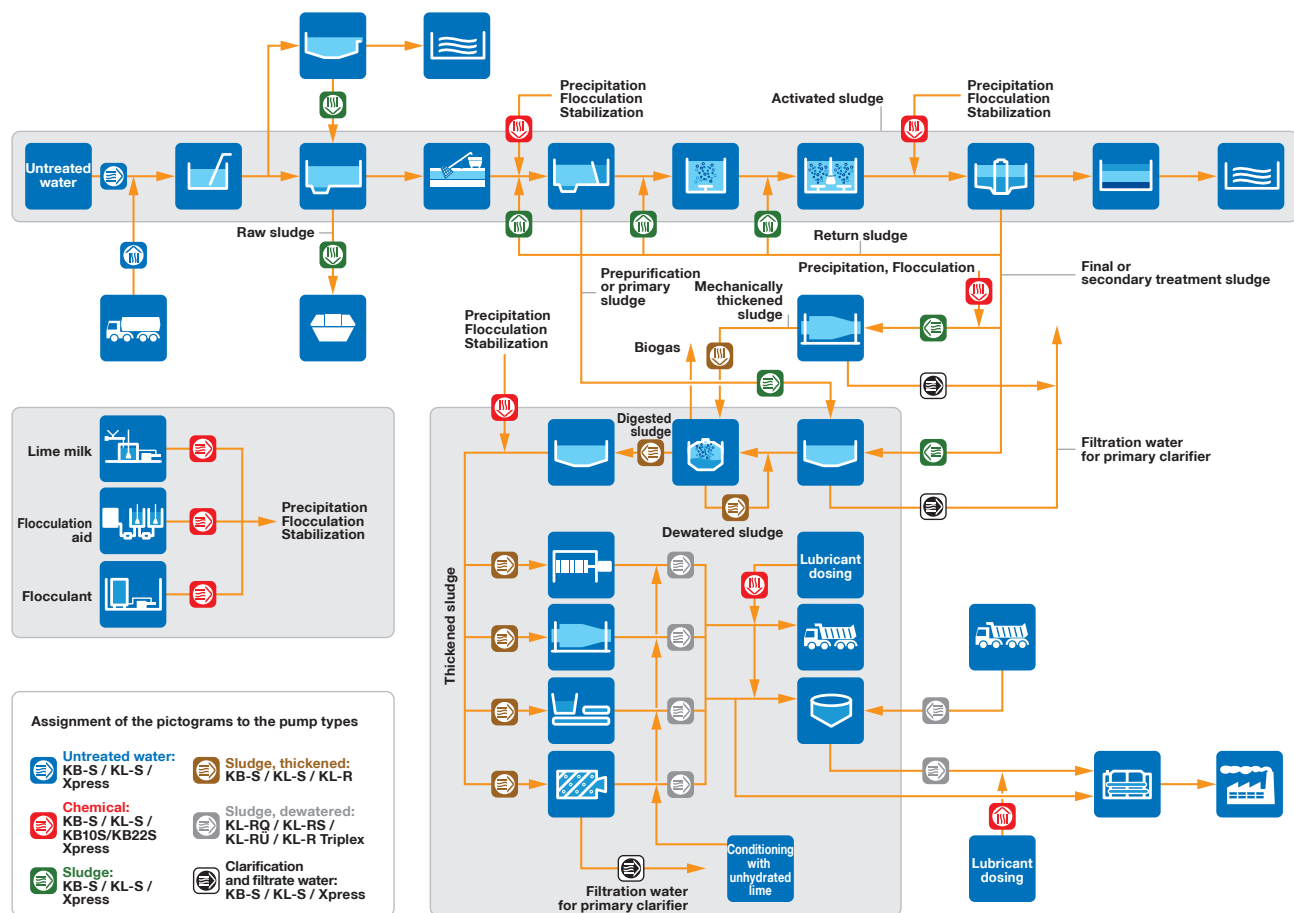 Precipitation
Flocculation
Stabilization
Activated sludge
Precipitation
Flocculation
Stabilization
Untreated
water
Raw sludge
Return sludge
Prepurification
or primary
sludge
Mechanically
thickened
sludge
Precipitation, Flocculation
Final or
secondary treatment sludge
Precipitation
Flocculation
Stabilization
Biogas
Digested
sludge
Filtration water
for primary clarifier
Dewatered sludge
Lime milk
Flocculation
aid
Flocculant
Precipitation
Flocculation
Stabilization
Thickened sludge
Lubricant
dosing
Conditioning
with
unhydrated
lime
Filtration water
for primary clarifier
Lubricant
dosing
Assignment of the pictograms to the pump types
Untreated water:
KB-S / KL-S /
Xpress
Chemical:
KB-S / KL-S /
KB10S/KB22S
Xpress
Sludge:
KB-S / KL-S /
Xpress
Sludge, thickened:
KB-S / KL-S / KL-R
Sludge, dewatered:
KL-RQ / KL-RS /
KL-RÜ / KL-R Triplex
Clarification
and filtrate water:
KB-S / KL-S / Xpress